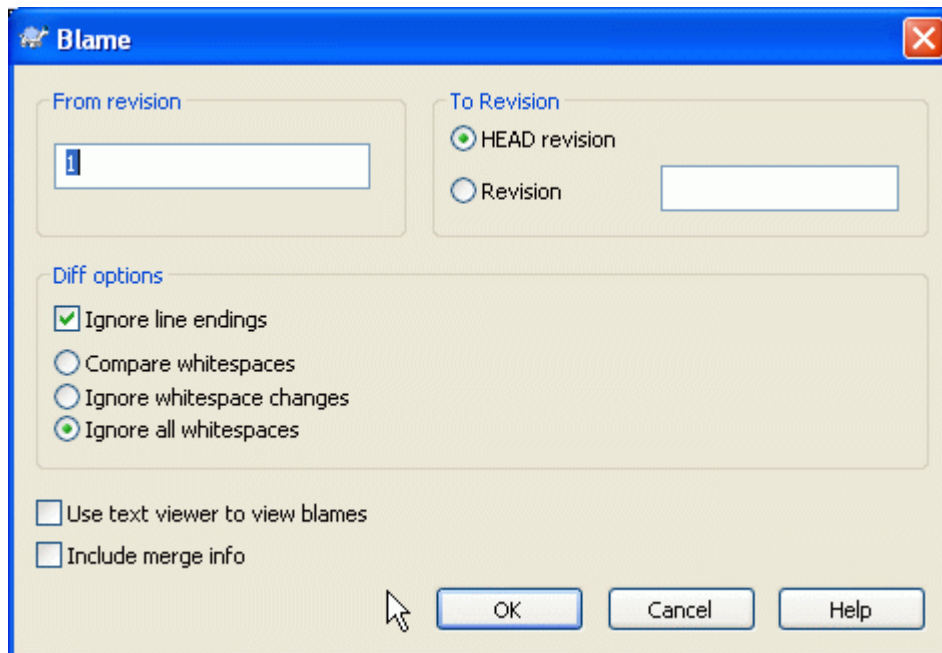 Blame
From revision
1
To Revision
HEAD revision
Revision
Diff options
Ignore line endings
Compare whitespaces
Ignore whitespace changes
Ignore all whitespaces
Use text viewer to view blames
Include merge info
OK Cancel Help